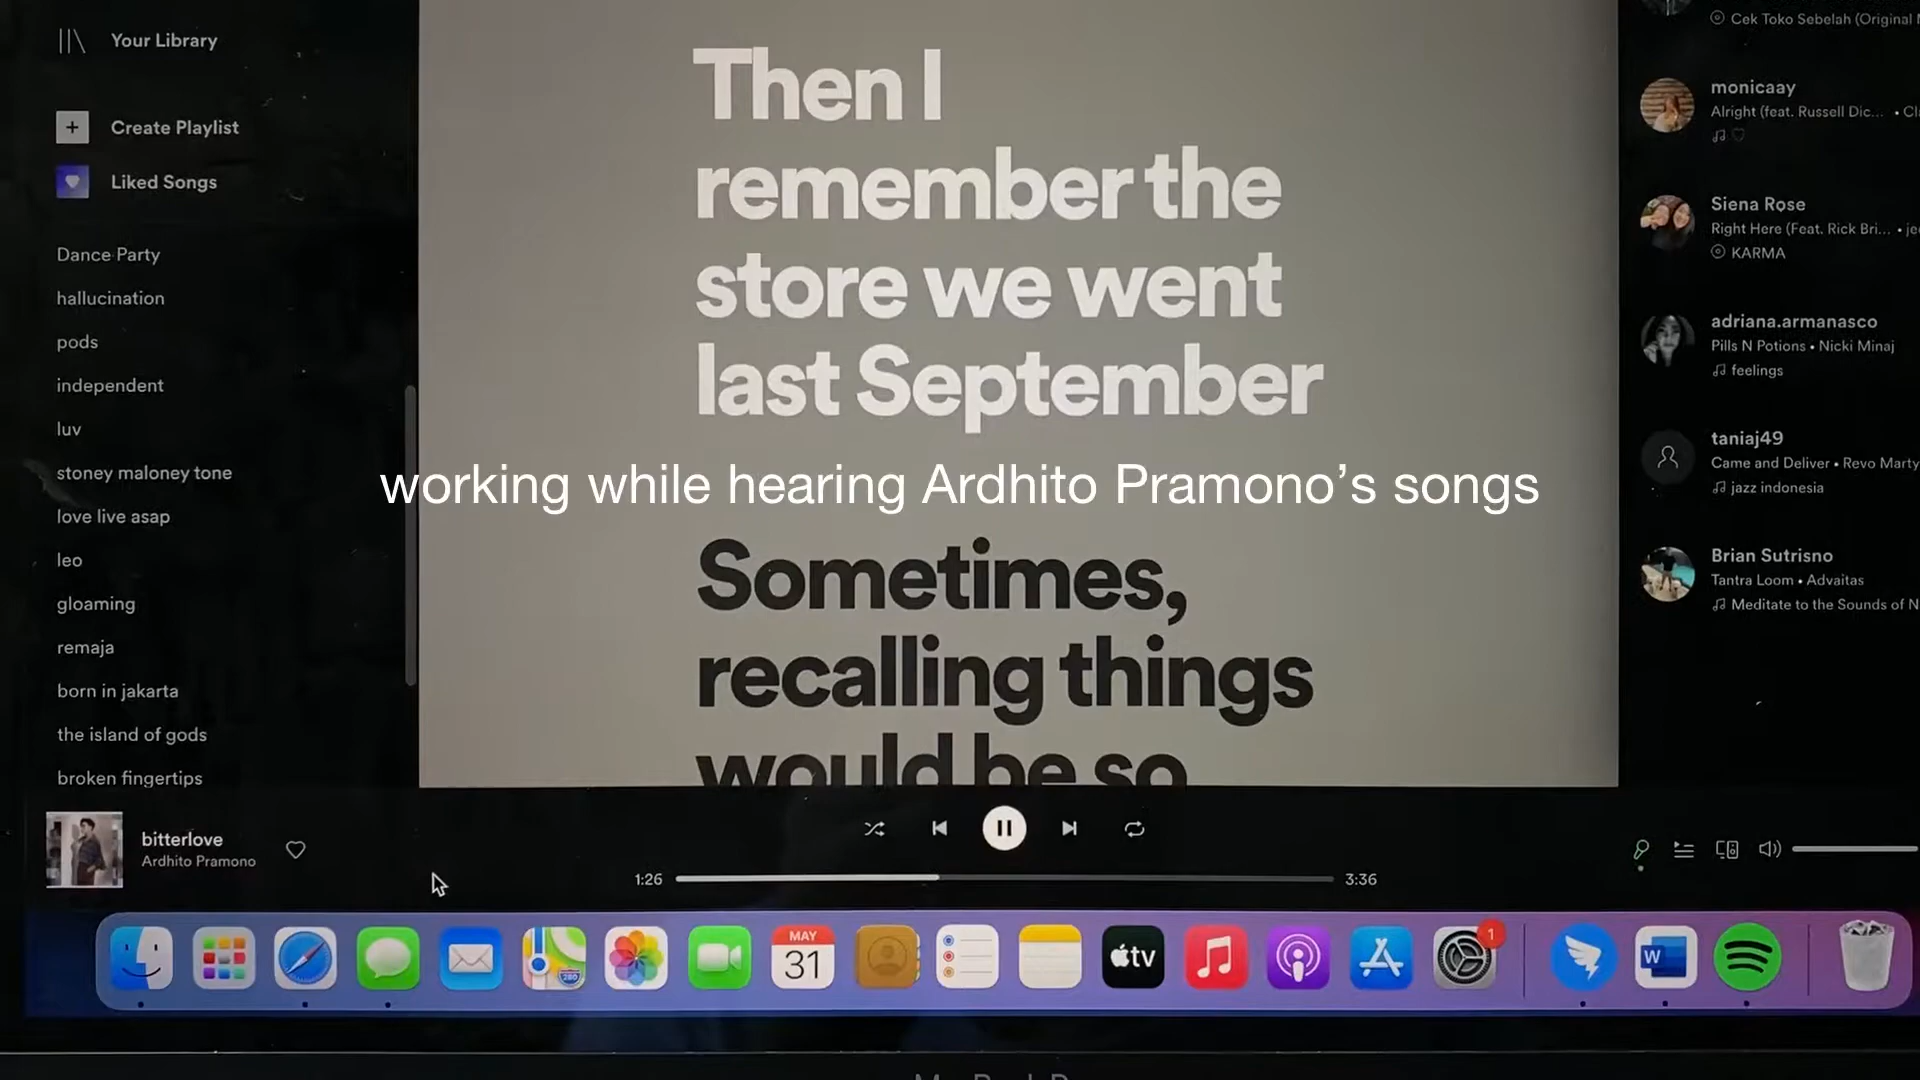 Your Library
Create Playlist
Liked Songs
Dance Party
hallucination
pods
independent
luv
stoney maloney tone
love live asap
leo
gloaming
remaja
born in jakarta
the island of gods
broken fingertips
Then I
remember the
store we went
last September
working while hearing Ardhito Pramono’s songs
Sometimes,
recalling things
would be so
Cek Toko Sebelah (Original
monicaay
Alright (feat. Russell Dic... •
Siena Rose
Right Here (Feat. Rick Bri... •
KARMA
adriana.armanasco
Pills N Potions • Nicki Minaj
feelings
taniaj49
Came and Deliver • Revo Marty
jazz indonesia
Brian Sutrisno
Tantra Loom • Advaitas
Meditate to the Sounds of
bitterlove
Ardhito Pramono
1:26
3:36
MAY
31
280
tv
1
W